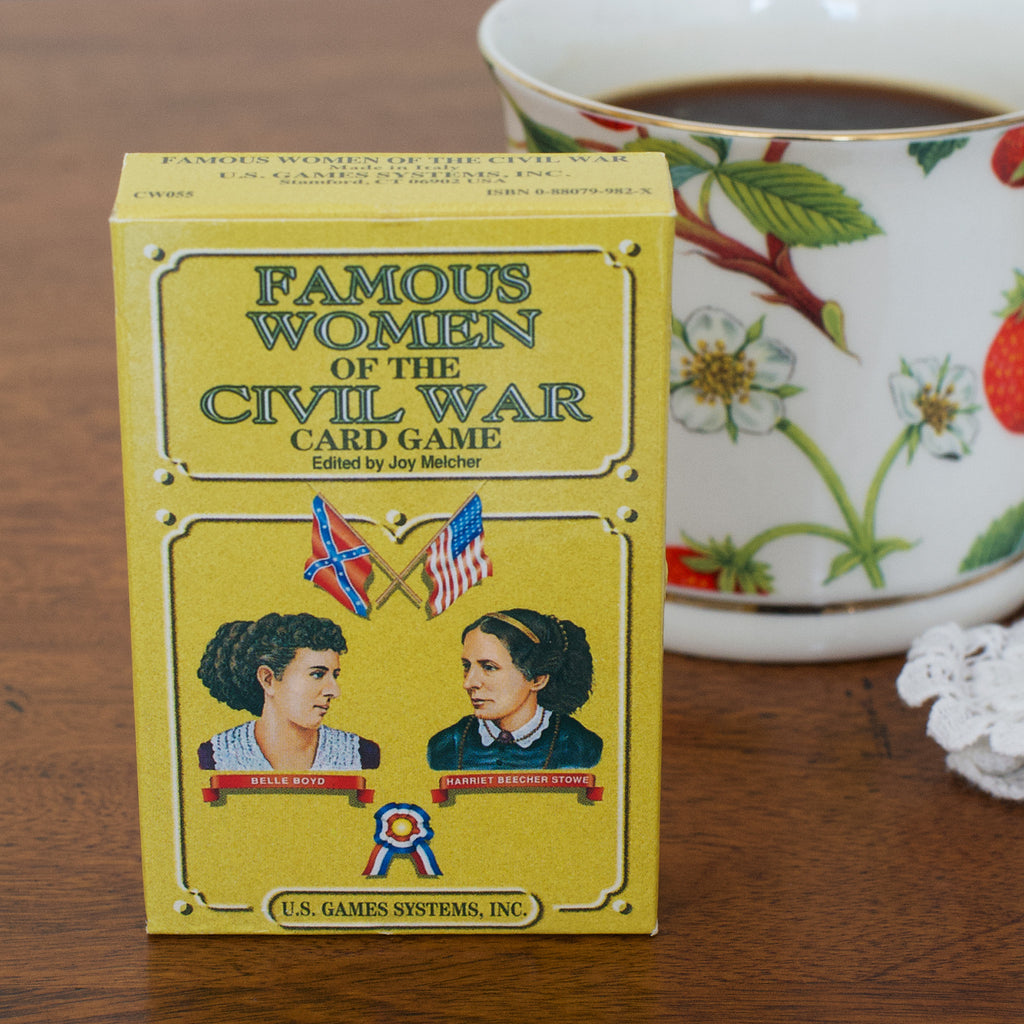 FAMOUS WOMEN OF THE CIVIL WAR
Made in Italy
U.S. GAMES SYSTEMS, INC.
Stamford, CT 06902 USA
CW055
ISBN 0-88079-982-X
FAMOUS
WOMEN
OF THE
CIVIL WAR
CARD GAME
Edited by Joy Melcher
BELLE BOYD
HARRIET BEECHER STOWE
U.S. GAMES SYSTEMS, INC.